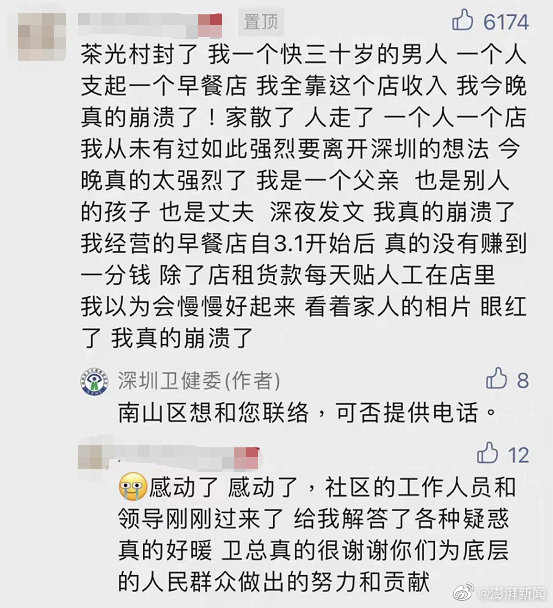 置顶
6174
茶光村封了 我一个快三十岁的男人 一个人
支起一个早餐店 我全靠这个店收入 我今晚
真的崩溃了！家散了 人走了 一个人一个店
我从未有过如此强烈要离开深圳的想法 今
晚真的太强烈了 我是一个父亲 也是别人
的孩子 也是丈夫 深夜发文 我真的崩溃了
我经营的早餐店自3.1开始后 真的没有赚到
一分钱 除了店租货款每天贴人工在店里
我以为会慢慢好起来 看着家人的相片 眼红
了 我真的崩溃了
深圳卫健委(作者)
8
南山区想和您联络，可否提供电话。
12
感动了 感动了，社区的工作人员和
领导刚刚过来了 给我解答了各种疑惑
真的好暖 卫总真的很谢谢你们为底层
的人民群众做出的努力和贡献
@澎湃新闻